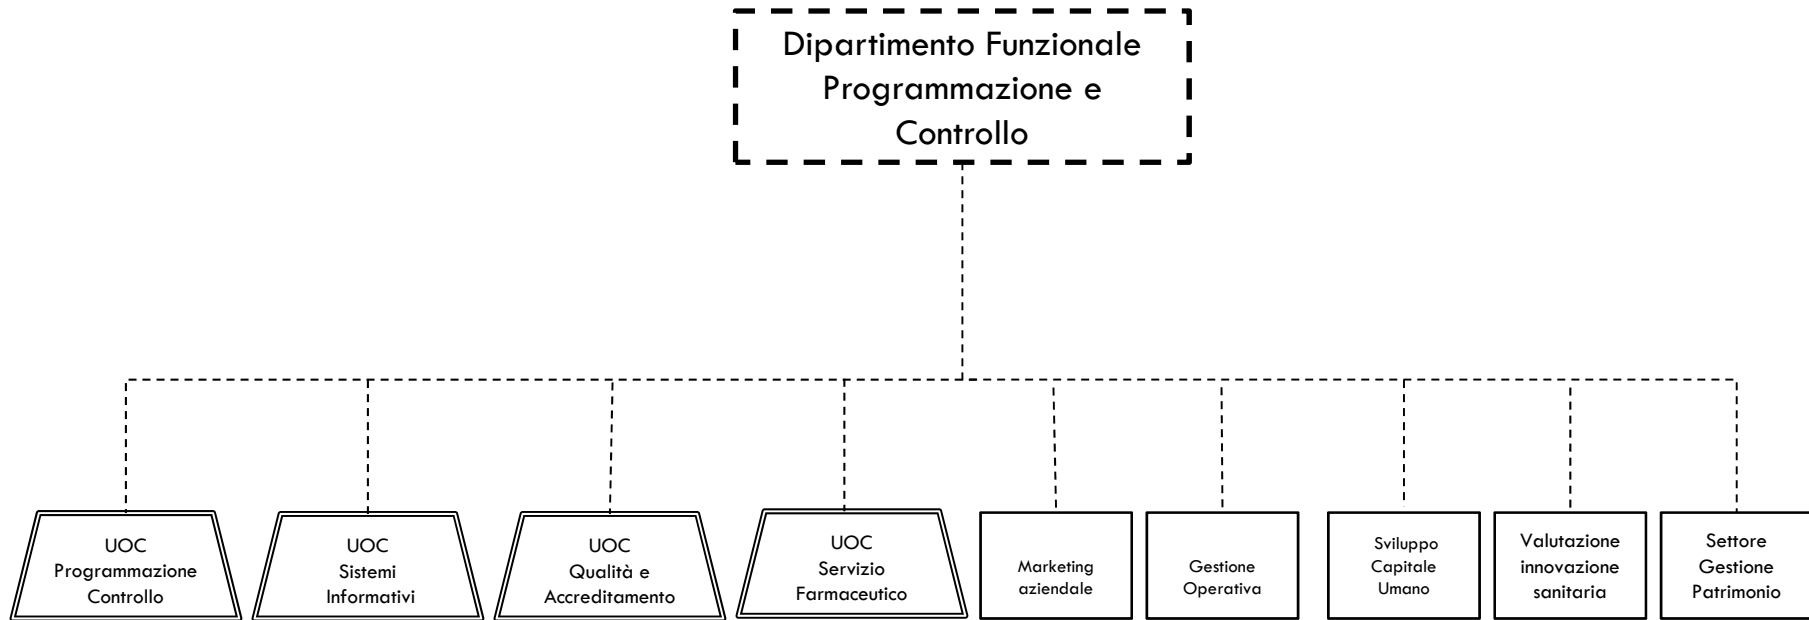 Dipartimento Funzionale
Programmazione e
Controllo
UOC
Programmazione
Controllo
UOC
Sistemi
Informativi
UOC
Qualità e
Accreditamento
UOC
Servizio
Farmaceutico
Marketing
aziendale
Gestione
Operativa
Sviluppo
Capitale
Umano
Valutazione
innovazione
sanitaria
Settore
Gestione
Patrimonio